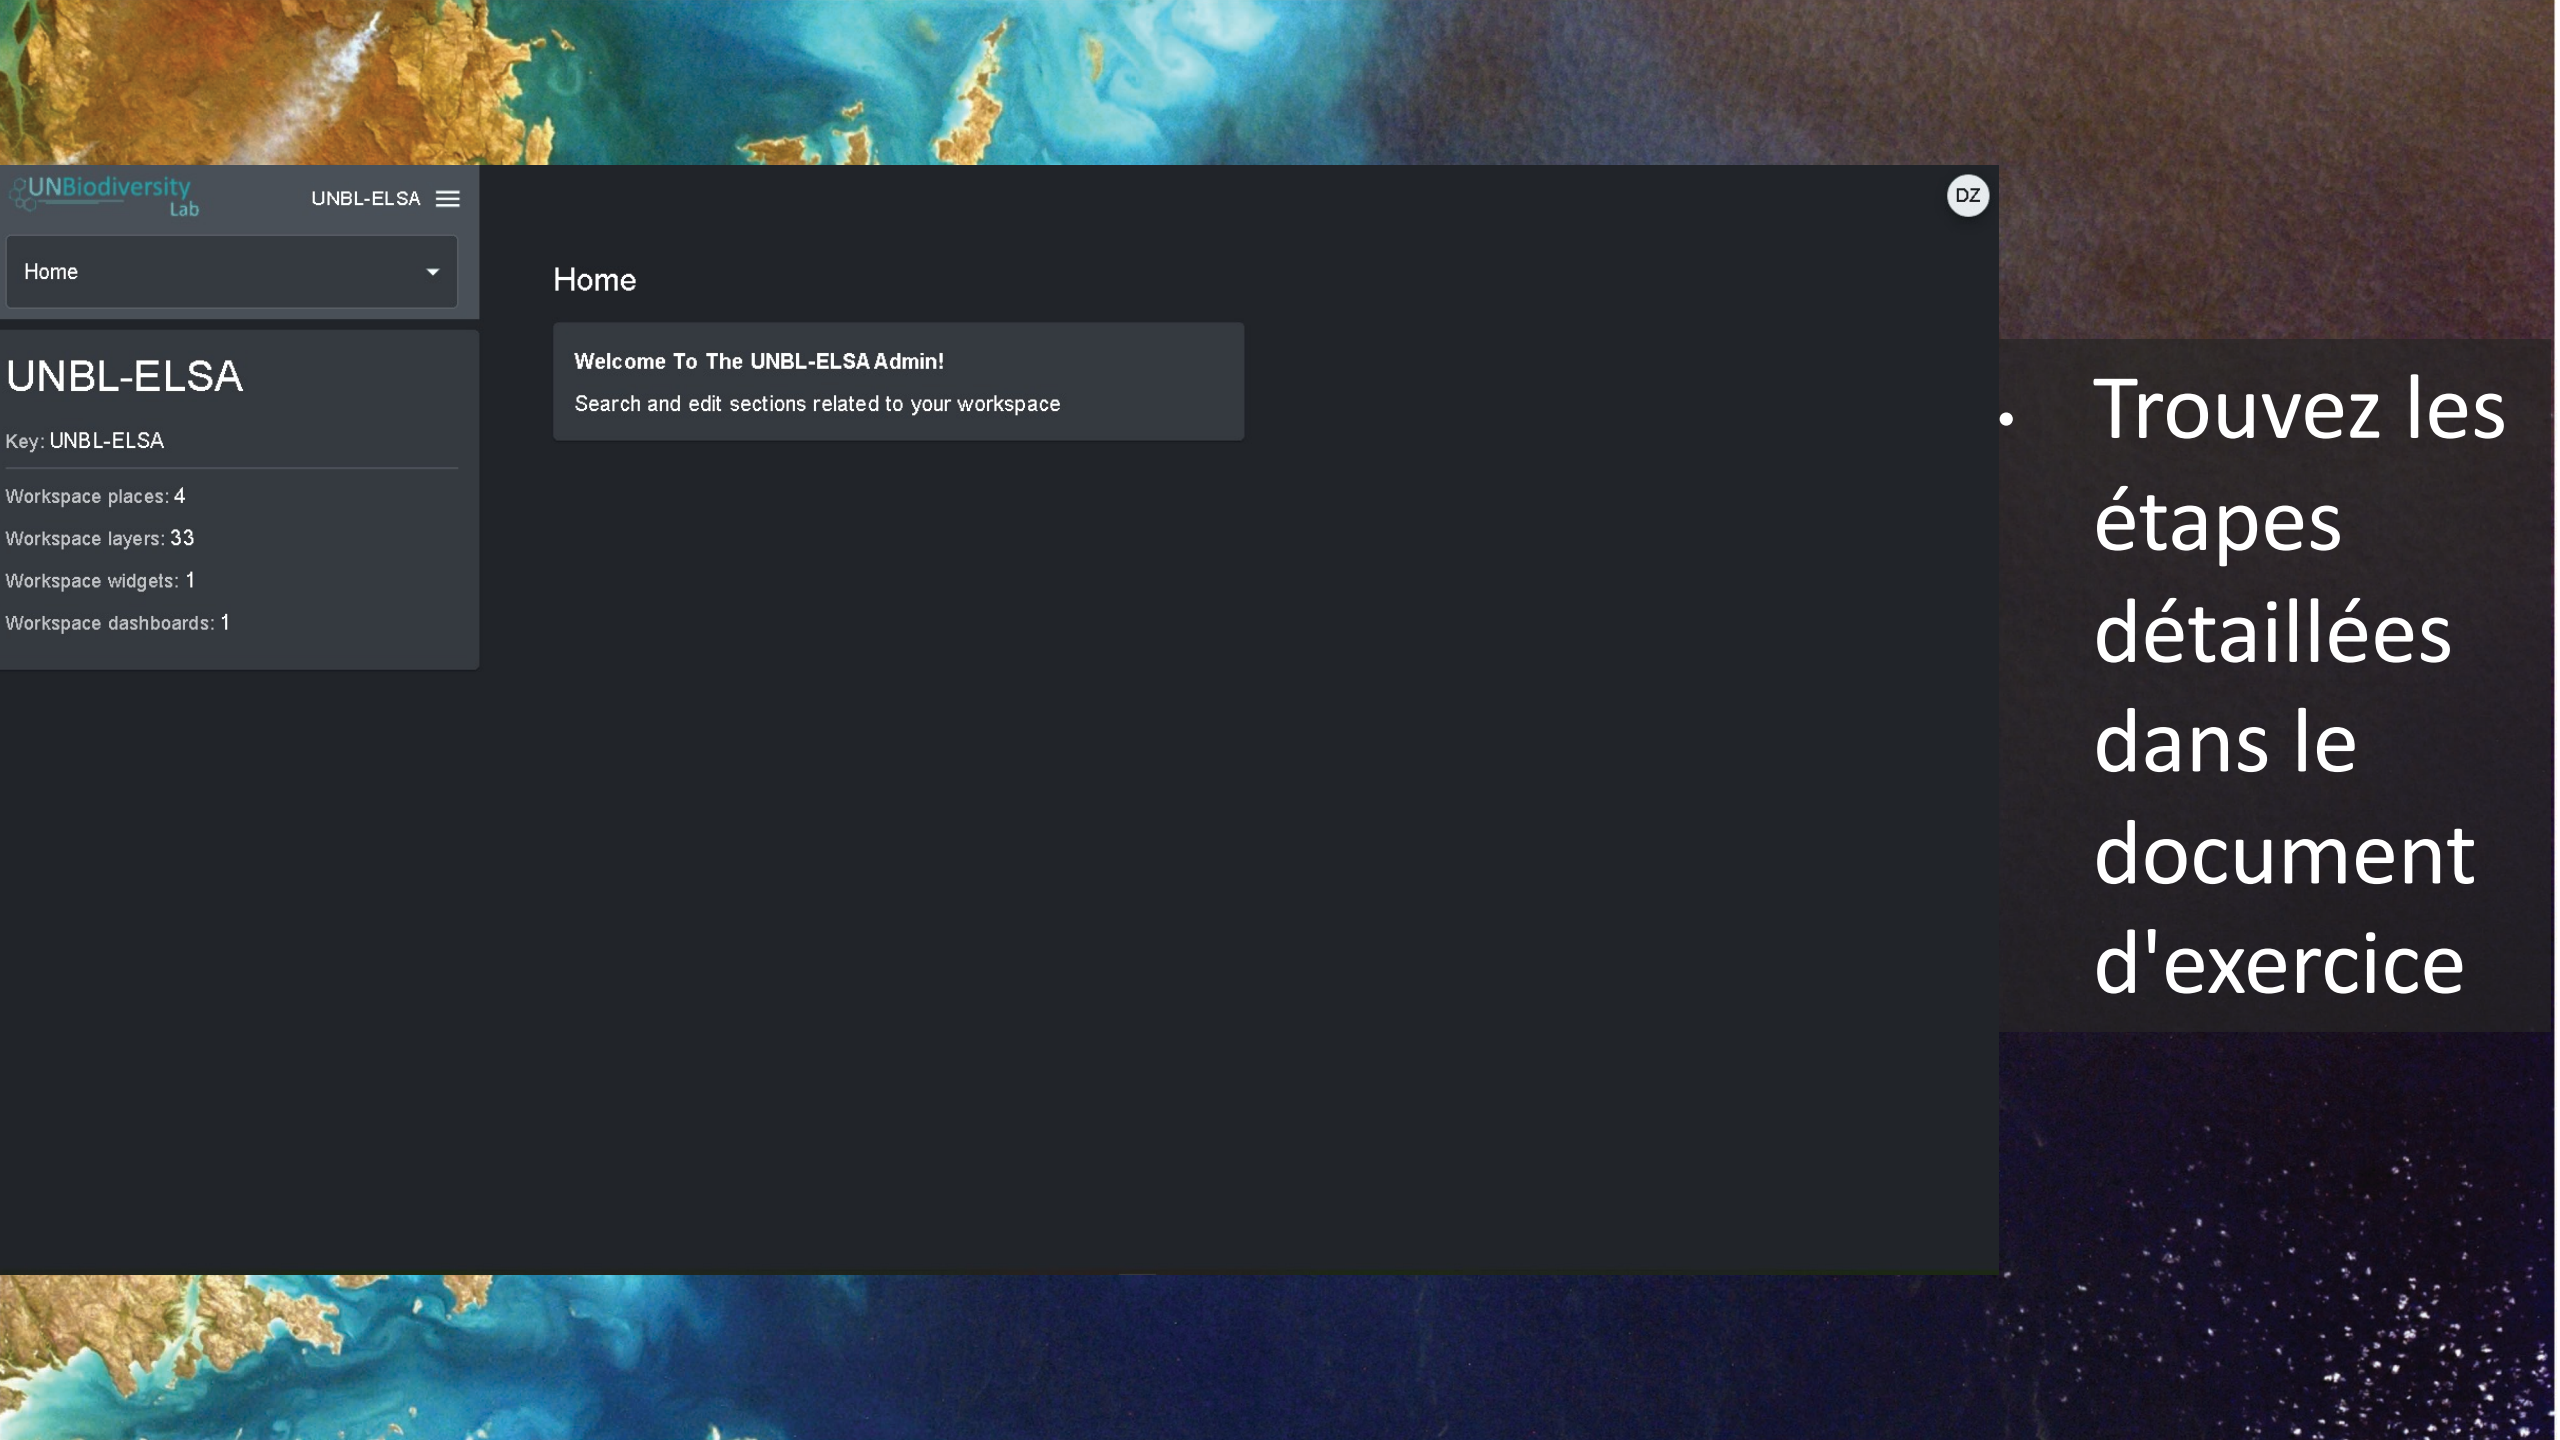 UNBiodiversity
Lab
UNBL-ELSA
DZ
Home
Home
Welcome To The UNBL-ELSA Admin!
Search and edit sections related to your workspace
UNBL-ELSA
Key: UNBL-ELSA
Workspace places: 4
Workspace layers: 33
Workspace widgets: 1
Workspace dashboards: 1
• Trouvez les
étapes
détaillées
dans le
document
d'exercice